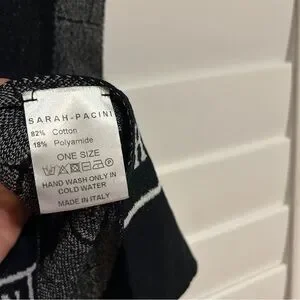 SARAH-PACINI
82% Cotton
18% Polyamide
ONE SIZE
HAND WASH ONLY IN
COLD WATER
MADE IN ITALY